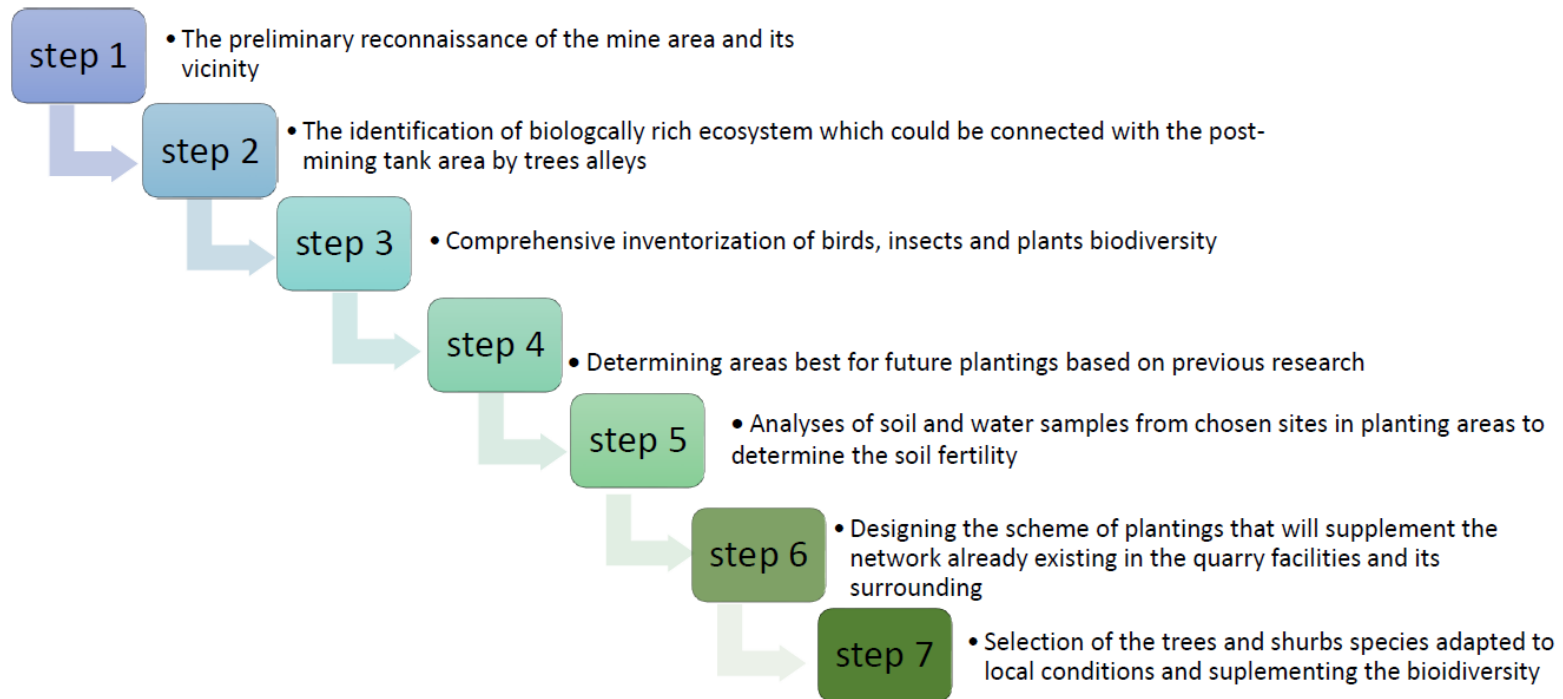 step 1
• The preliminary reconnaissance of the mine area and its
vicinity
step 2
• The identification of biologcally rich ecosystem which could be connected with the post-
mining tank area by trees alleys
step 3
• Comprehensive inventorization of birds, insects and plants biodiversity
step 4
• Determining areas best for future plantings based on previous research
step 5
• Analyses of soil and water samples from chosen sites in planting areas to
determine the soil fertility
step 6
• Designing the scheme of plantings that will supplement the
network already existing in the quarry facilities and its
surrounding
step 7
• Selection of the trees and shurbs species adapted to
local conditions and suplementing the bioidiversity